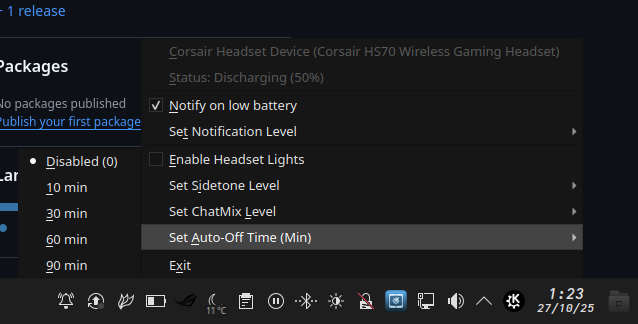 1 release
Packages
No packages published
Publish your first package
Corsair Headset Device (Corsair HS70 Wireless Gaming Headset)
Status: Discharging (50%)
Notify on low battery
Set Notification Level
Enable Headset Lights
Set Sidetone Level
Set ChatMix Level
Set Auto-Off Time (Min)
Exit
Disabled (0)
10 min
30 min
60 min
90 min
11 °C
1:23
27/10/25